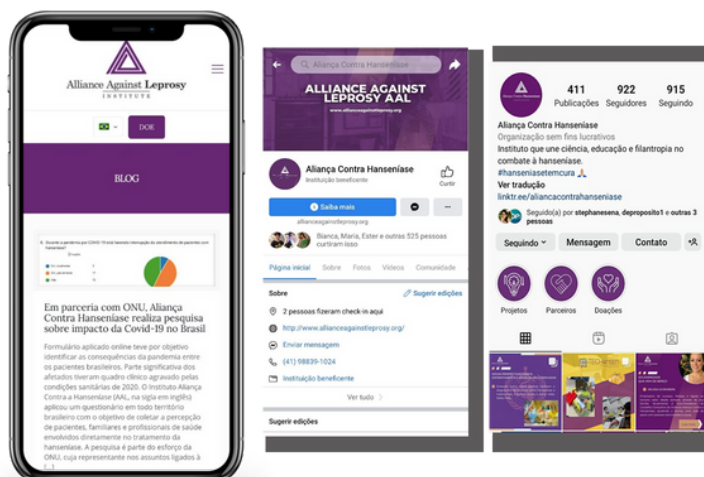 Alliance Against Leprosy
INSTITUTE
DOE
BLOG
Em parceria com ONU, Aliança
Contra Hanseníase realiza pesquisa
sobre impacto da Covid-19 no Brasil
Formulário aplicado online teve por objetivo
identificar as consequências da pandemia entre
os pacientes brasileiros. Parte significativa dos
afetados tiveram quadro clínico agravado pelas
condições sanitárias de 2020. O Instituto Aliança
Contra a Hanseníase (AAL, na sigla em inglês)
aplicou um questionário em todo território
brasileiro com o objetivo de coletar a percepção
de pacientes, familiares e profissionais de saúde
envolvidos diretamente no tratamento da
hanseníase. A pesquisa é parte do esforço da
ONU, cuja representante nos assuntos ligados à
[...]
Aliança Contra Hanseníase
ALLIANCE AGAINST
LEPROSY AAL
www.allianceagainstleprosy.org
Aliança Contra Hanseníase
Instituição beneficente
Curtir
Saiba mais
allianceagainstleprosy.org
Bianca, Maria, Ester e outras 525 pessoas
curtiram isso
Página inicial Sobre Fotos Vídeos Comunidade
Sobre
Sugerir edições
2 pessoas fizeram check-in aqui
http://www.allianceagainstleprosy.org/
Enviar mensagem
(41) 98839-1024
Instituição beneficente
Ver tudo
Sugerir edições
411 922 915
Publicações Seguidores Seguindo
Aliança Contra Hanseníase
Organização sem fins lucrativos
Instituto que une ciência, educação e filantropia no
combate à hanseníase.
#hanseniasetemcura
Ver tradução
linktr.ee/aliancacontrahanseniase
Seguido(a) por stephanesena, deproposito1 e outras 3
pessoas
Seguindo Mensagem Contato
Projetos Parceiros Doações